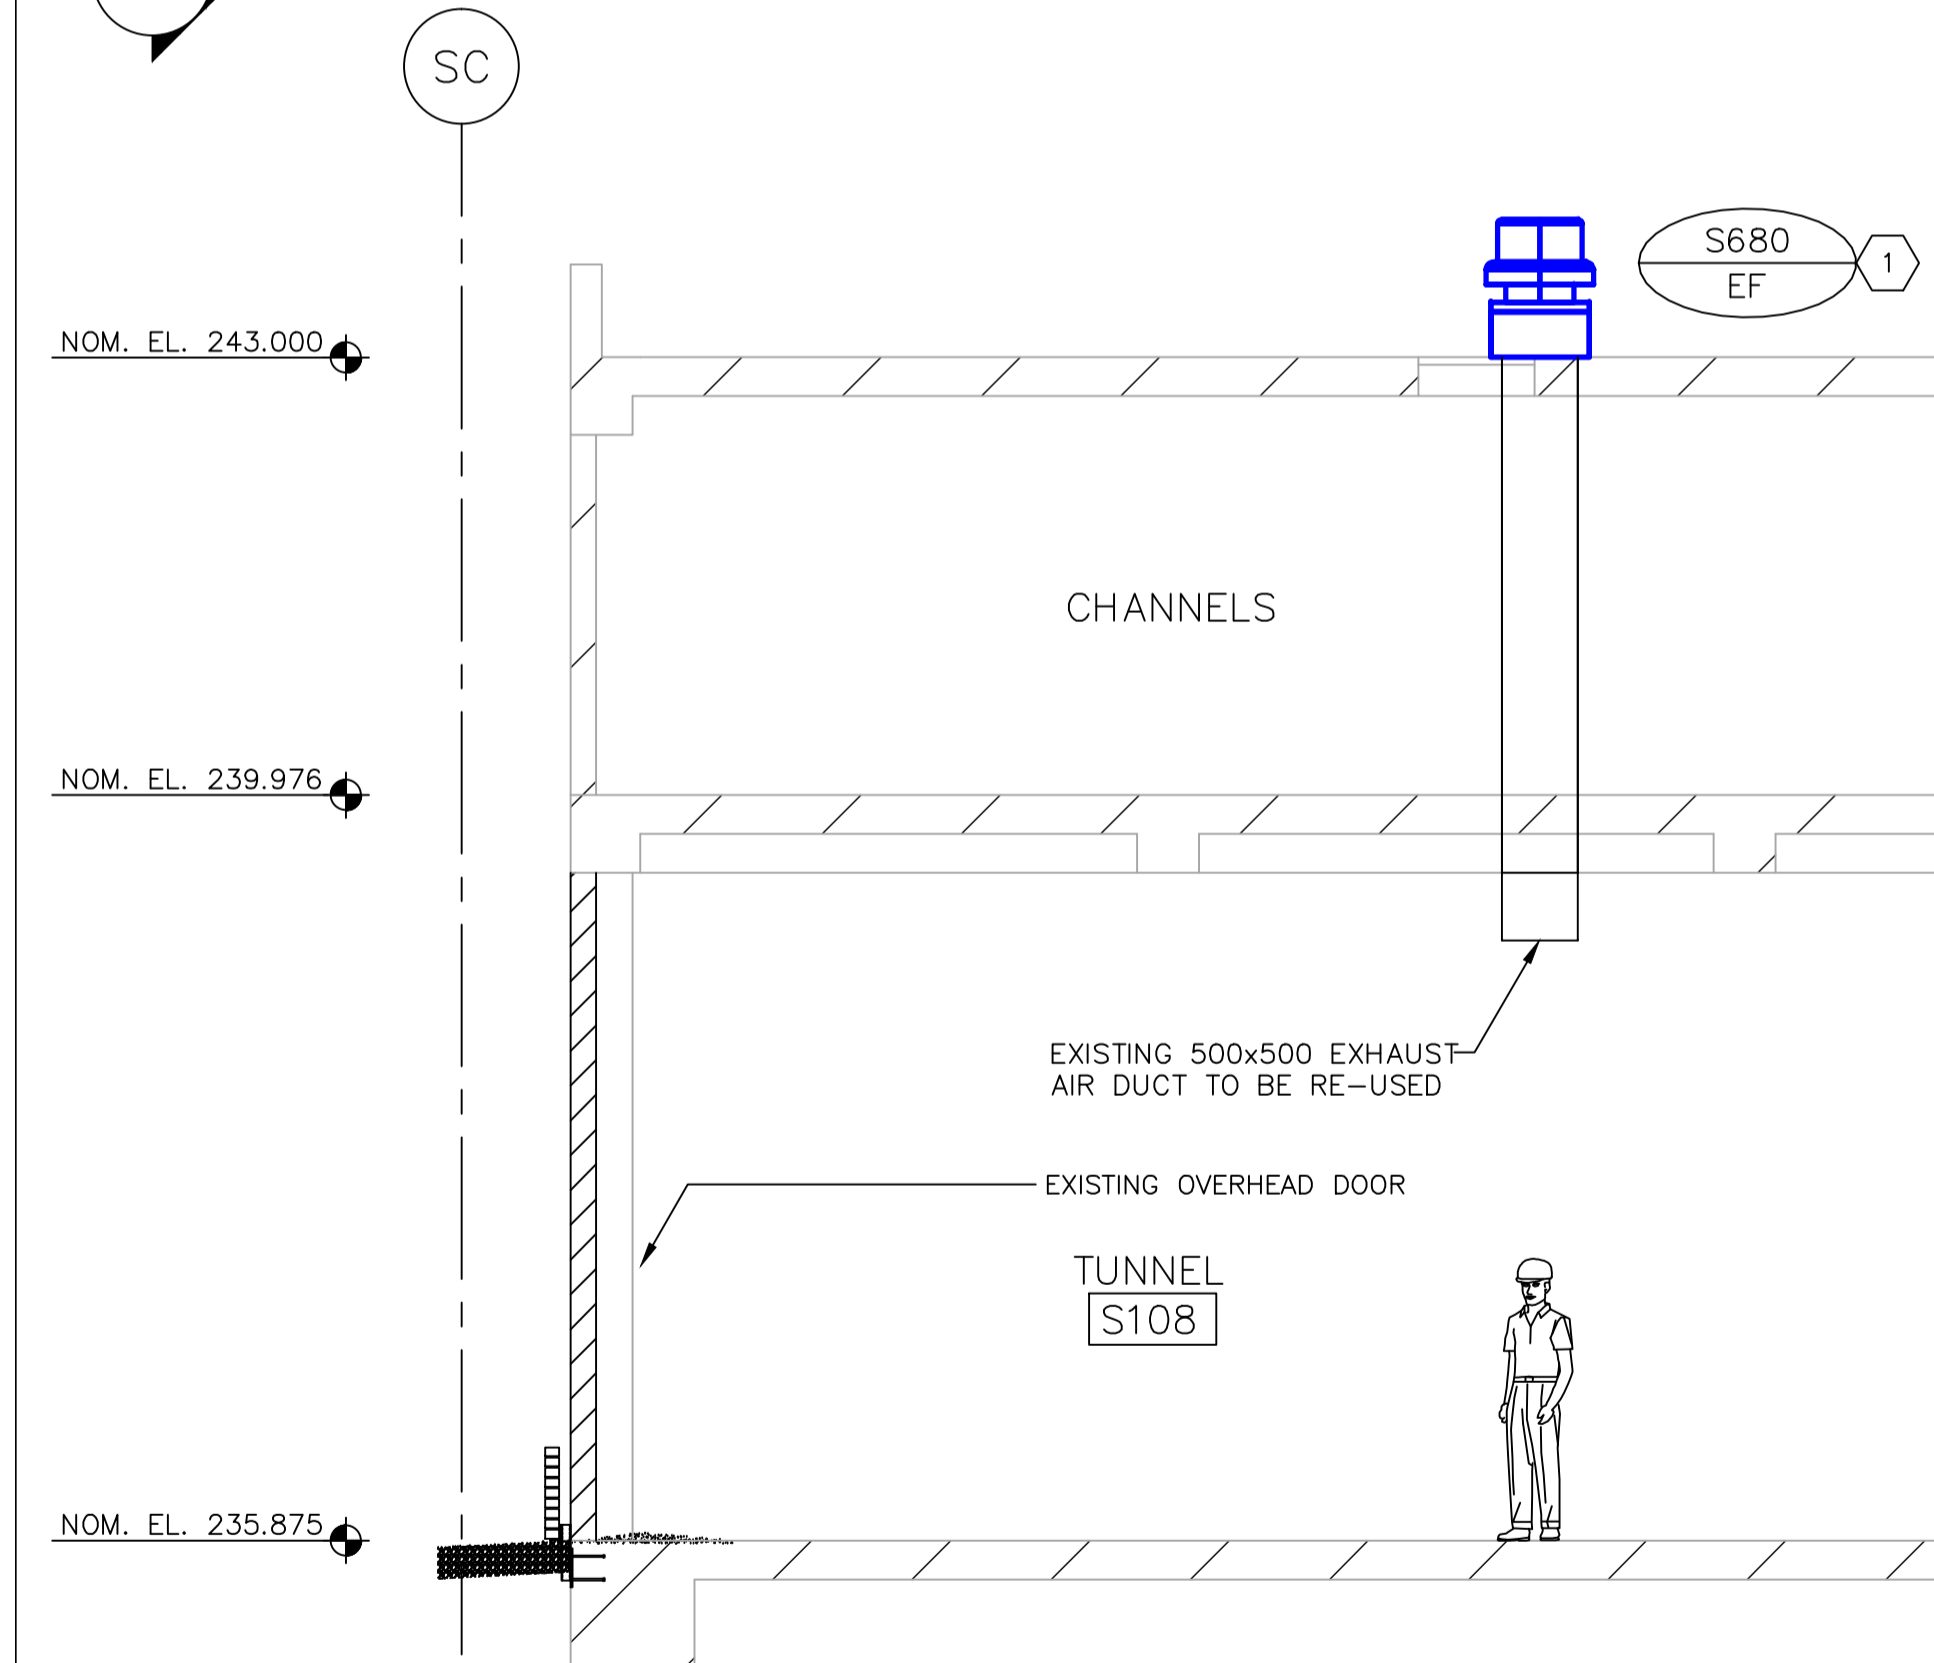 SC
S680
EF
1
NOM. EL. 243.000
CHANNELS
NOM. EL. 239.976
EXISTING 500x500 EXHAUST
AIR DUCT TO BE RE-USED
EXISTING OVERHEAD DOOR
TUNNEL
S108
NOM. EL. 235.875